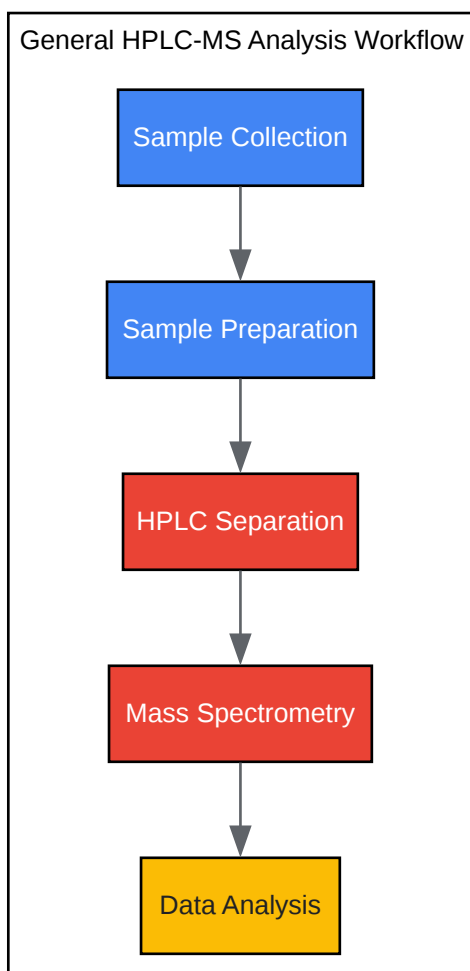 General HPLC-MS Analysis Workflow
Sample Collection
Sample Preparation
HPLC Separation
Mass Spectrometry
Data Analysis